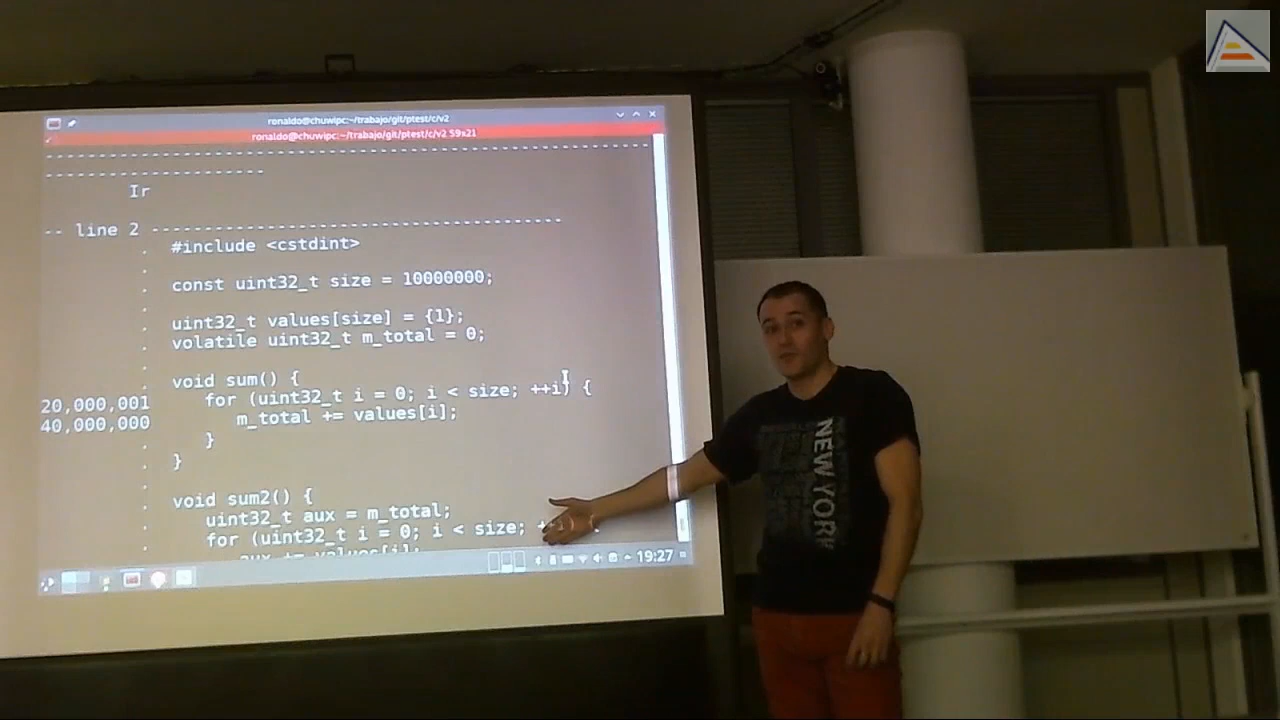 ronaldo@chuwipc:~/trabajo/git/ptest/c/v2
ronaldo@chuwipc:~/trabajo/git/ptest/c/v2 59x21
--------------------------------------------------------
--------------------
Ir
-- line 2 ---------------------------------------
. #include <cstdint>
.
. const uint32_t size = 10000000;
.
. uint32_t values[size] = {1};
. volatile uint32_t m_total = 0;
.
. void sum() {
20,000,001 for (uint32_t i = 0; i < size; ++i) {
40,000,000 m_total += values[i];
. }
. }
.
. void sum2() {
. uint32_t aux = m_total;
. for (uint32_t i = 0; i < size;
aux += values[i];
19:27
NEW YORK